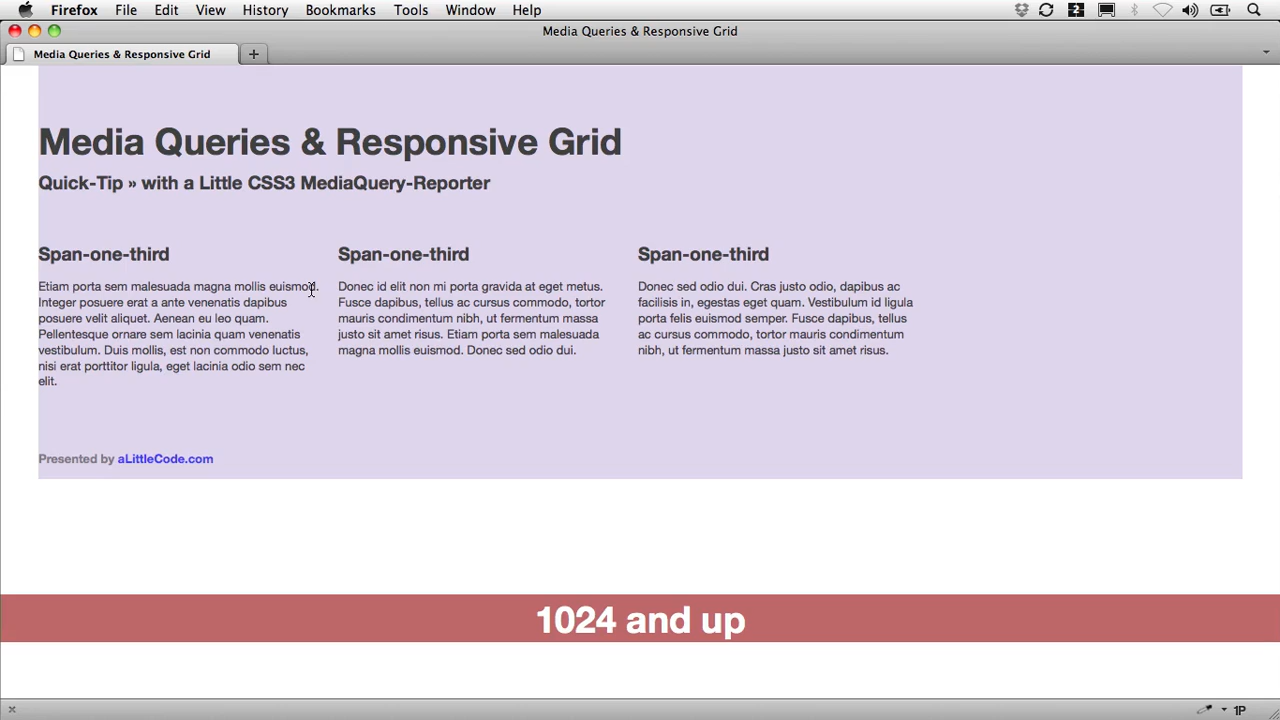 Firefox File Edit View History Bookmarks Tools Window Help
Media Queries & Responsive Grid
Media Queries & Responsive Grid
Media Queries & Responsive Grid
Quick-Tip » with a Little CSS3 MediaQuery-Reporter
Span-one-third
Etiam porta sem malesuada magna mollis euismod.
Integer posuere erat a ante venenatis dapibus
posuere velit aliquet. Aenean eu leo quam.
Pellentesque ornare sem lacinia quam venenatis
vestibulum. Duis mollis, est non commodo luctus,
nisi erat porttitor ligula, eget lacinia odio sem nec
elit.
Span-one-third
Donec id elit non mi porta gravida at eget metus.
Fusce dapibus, tellus ac cursus commodo, tortor
mauris condimentum nibh, ut fermentum massa
justo sit amet risus. Etiam porta sem malesuada
magna mollis euismod. Donec sed odio dui.
Span-one-third
Donec sed odio dui. Cras justo odio, dapibus ac
facilisis in, egestas eget quam. Vestibulum id ligula
porta felis euismod semper. Fusce dapibus, tellus
ac cursus commodo, tortor mauris condimentum
nibh, ut fermentum massa justo sit amet risus.
Presented by aLittleCode.com
1024 and up
1P